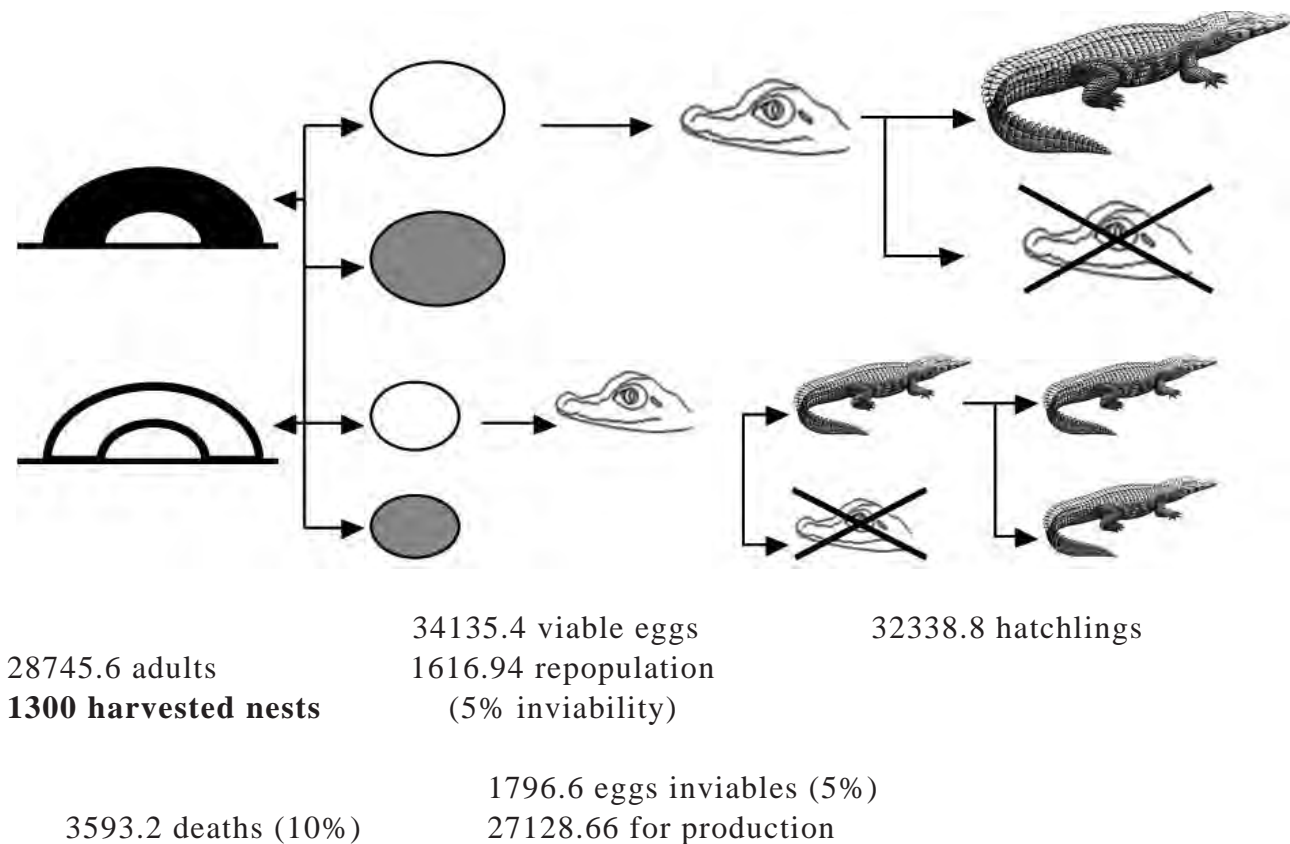 34135.4 viable eggs 32338.8 hatchlings
28745.6 adults 1616.94 repopulation
1300 harvested nests (5% inviability)
1796.6 eggs inviables (5%)
3593.2 deaths (10%) 27128.66 for production